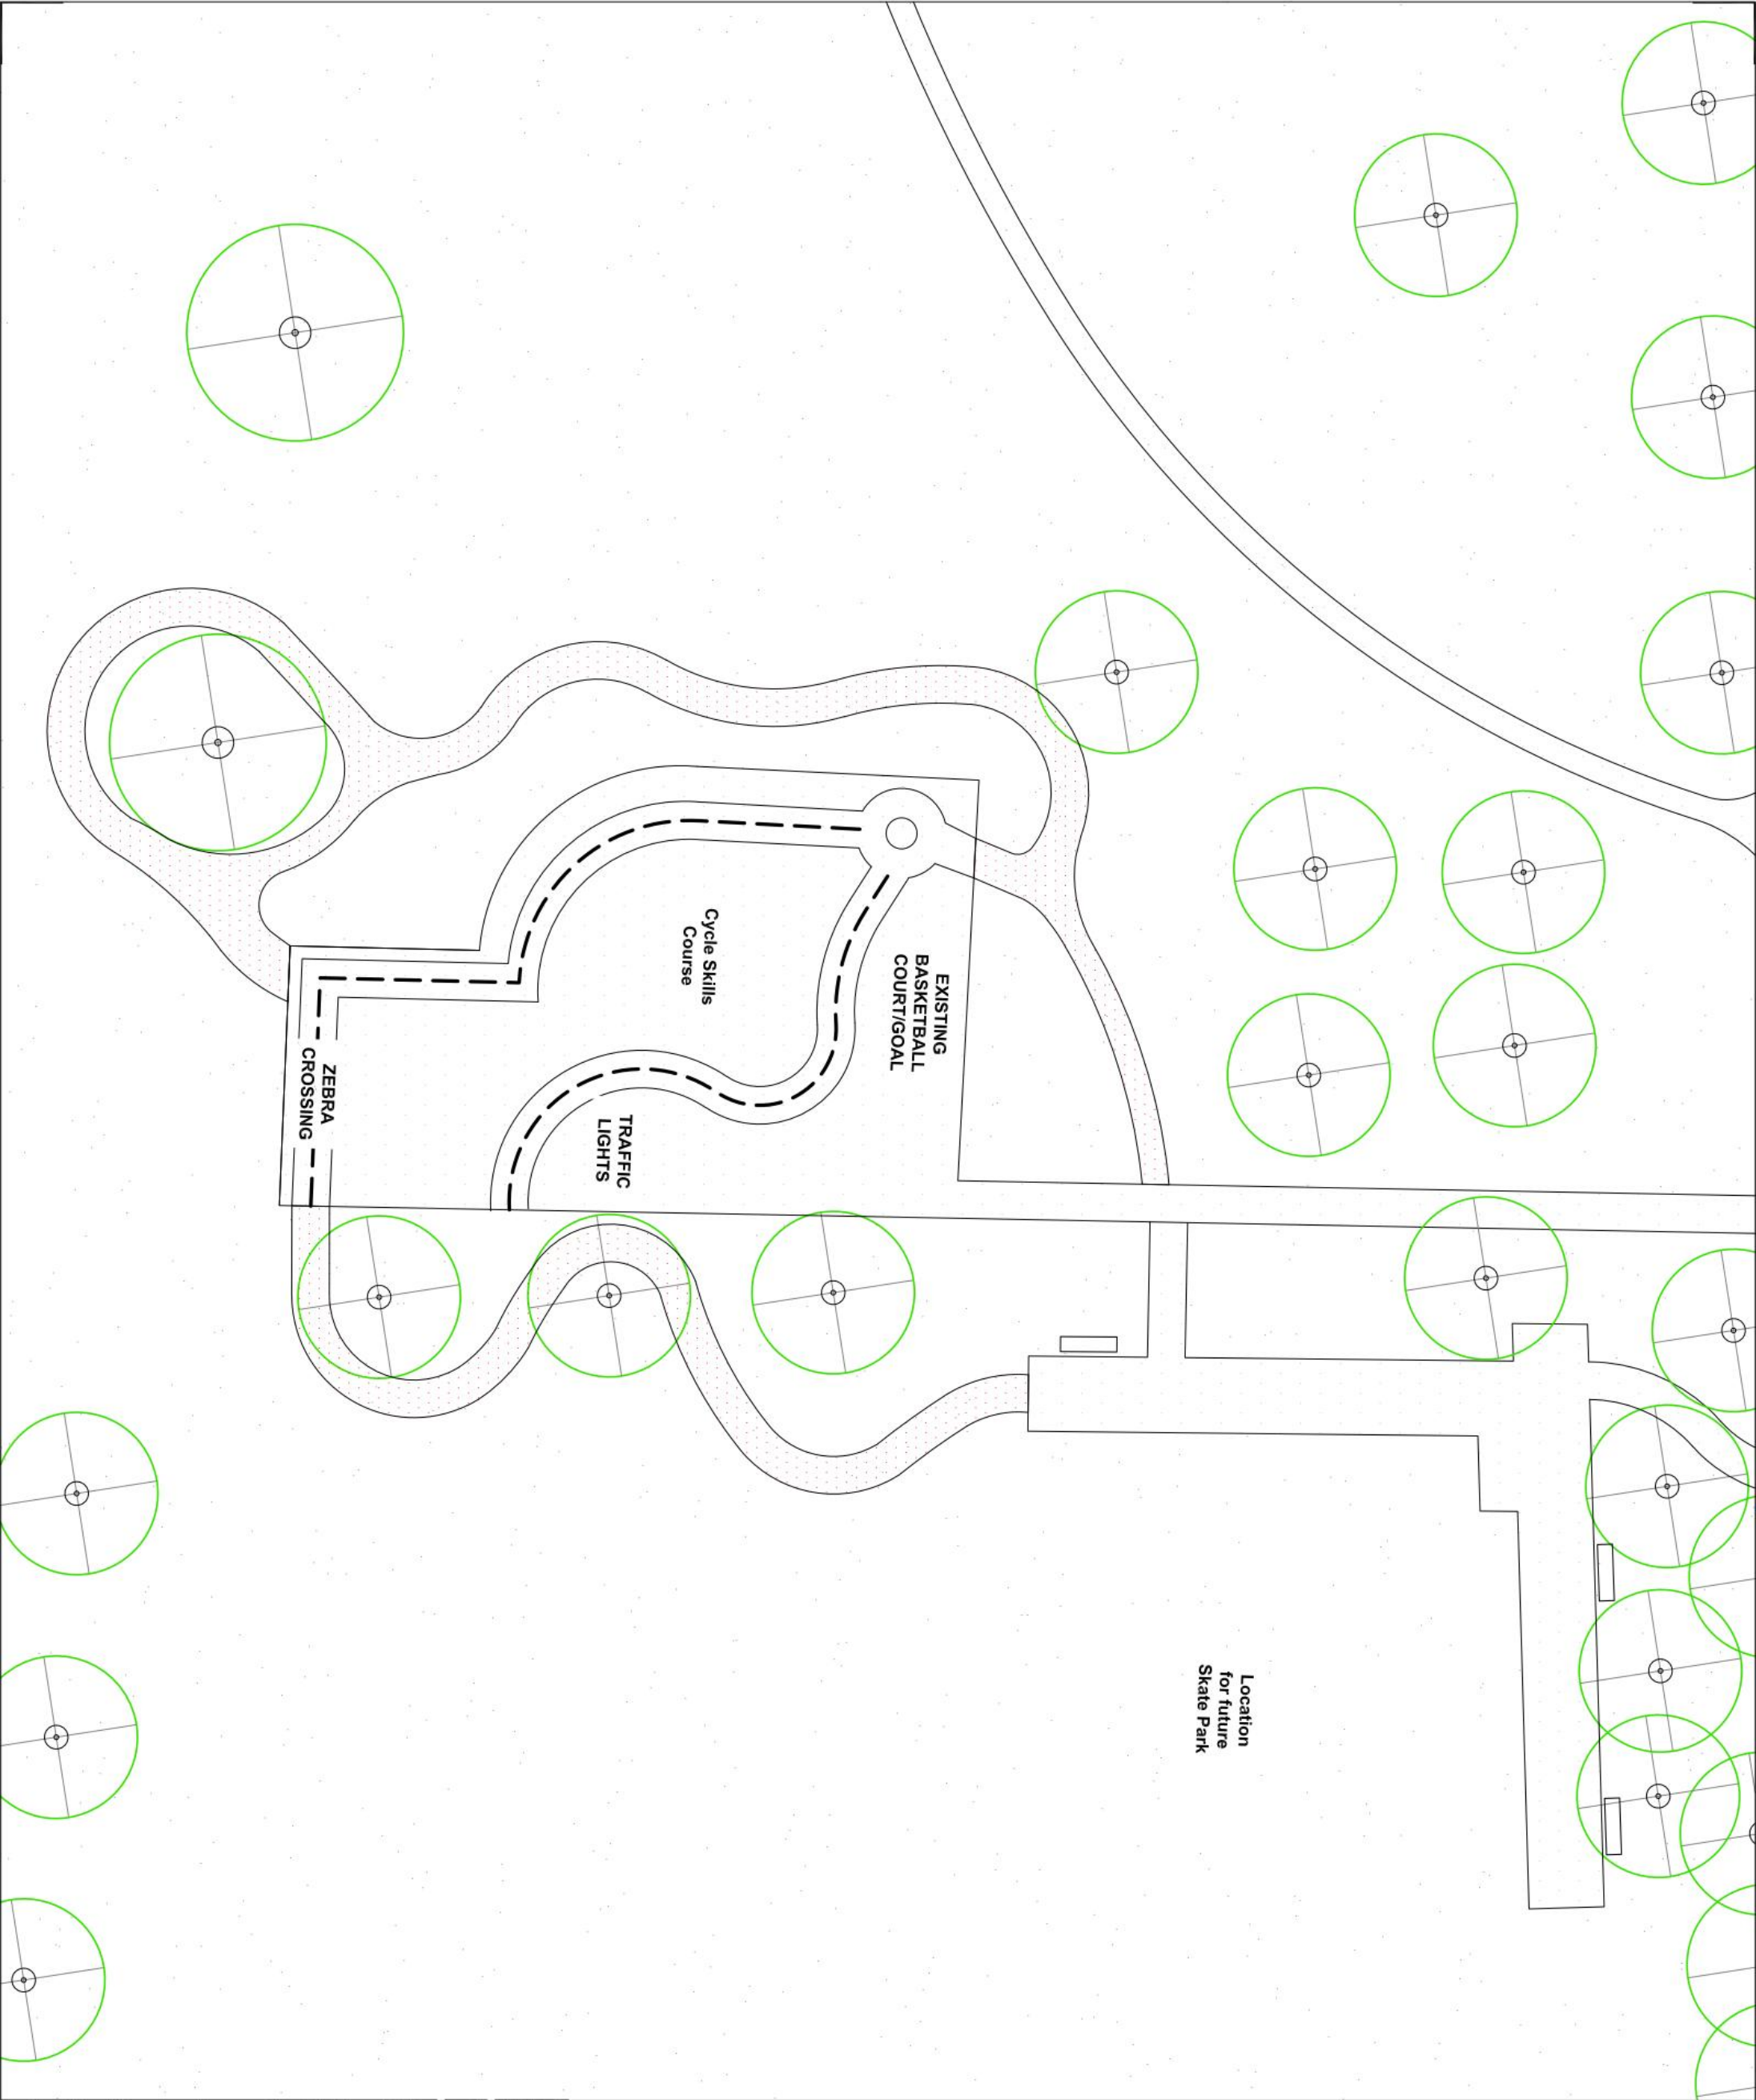 EXISTING
BASKETBALL
COURT/GOAL
Cycle Skills
Course
TRAFFIC
LIGHTS
ZEBRA
CROSSING
Location
for future
Skate Park